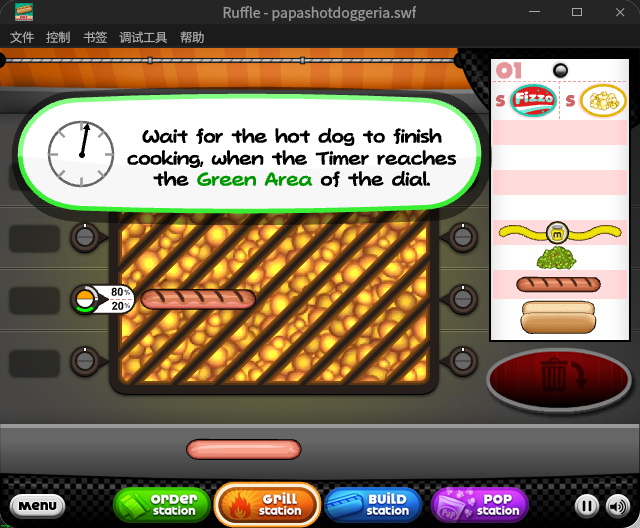 Ruffle - papashotdoggeria.swf
文件 控制 书签 调试工具 帮助
01
S Fizzo S
Wait for the hot dog to finish
cooking, when the Timer reaches
the Green Area of the dial.
m
80%
20%
MENU
ORDER station
GRILL station
BUILD station
POP station